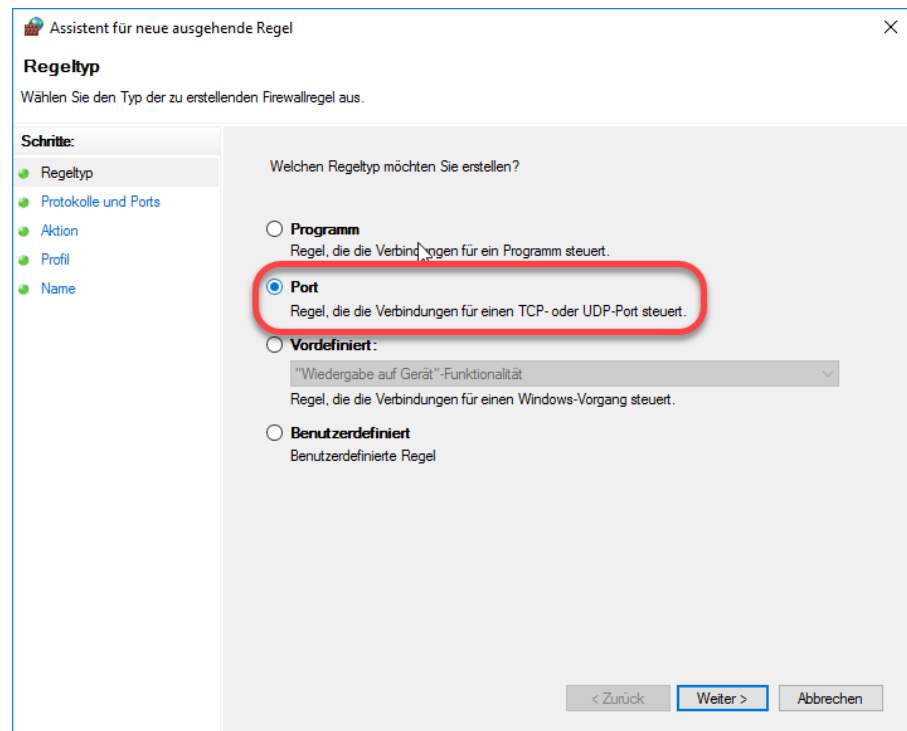 Assistent für neue ausgehende Regel
Regeltyp
Wählen Sie den Typ der zu erstellenden Firewallregel aus.
Schritte:
Regeltyp
Protokolle und Ports
Aktion
Profil
Name
Welchen Regeltyp möchten Sie erstellen?
Programm
Regel, die die Verbindungen für ein Programm steuert.
Port
Regel, die die Verbindungen für einen TCP- oder UDP-Port steuert.
Vordefiniert:
"Wiedergabe auf Gerät"-Funktionalität
Regel, die die Verbindungen für einen Windows-Vorgang steuert.
Benutzerdefiniert
Benutzerdefinierte Regel
< Zurück
Weiter >
Abbrechen